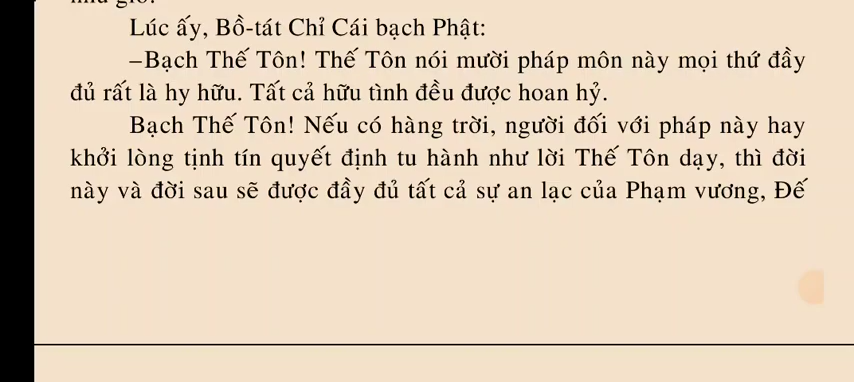 Lúc ấy, Bồ-tát Chỉ Cái bạch Phật:
–Bạch Thế Tôn! Thế Tôn nói mười pháp môn này mọi thứ đầy
đủ rất là hy hữu. Tất cả hữu tình đều được hoan hỷ.
Bạch Thế Tôn! Nếu có hàng trời, người đối với pháp này hay
khởi lòng tịnh tín quyết định tu hành như lời Thế Tôn dạy, thì đời
này và đời sau sẽ được đầy đủ tất cả sự an lạc của Phạm vương, Đế